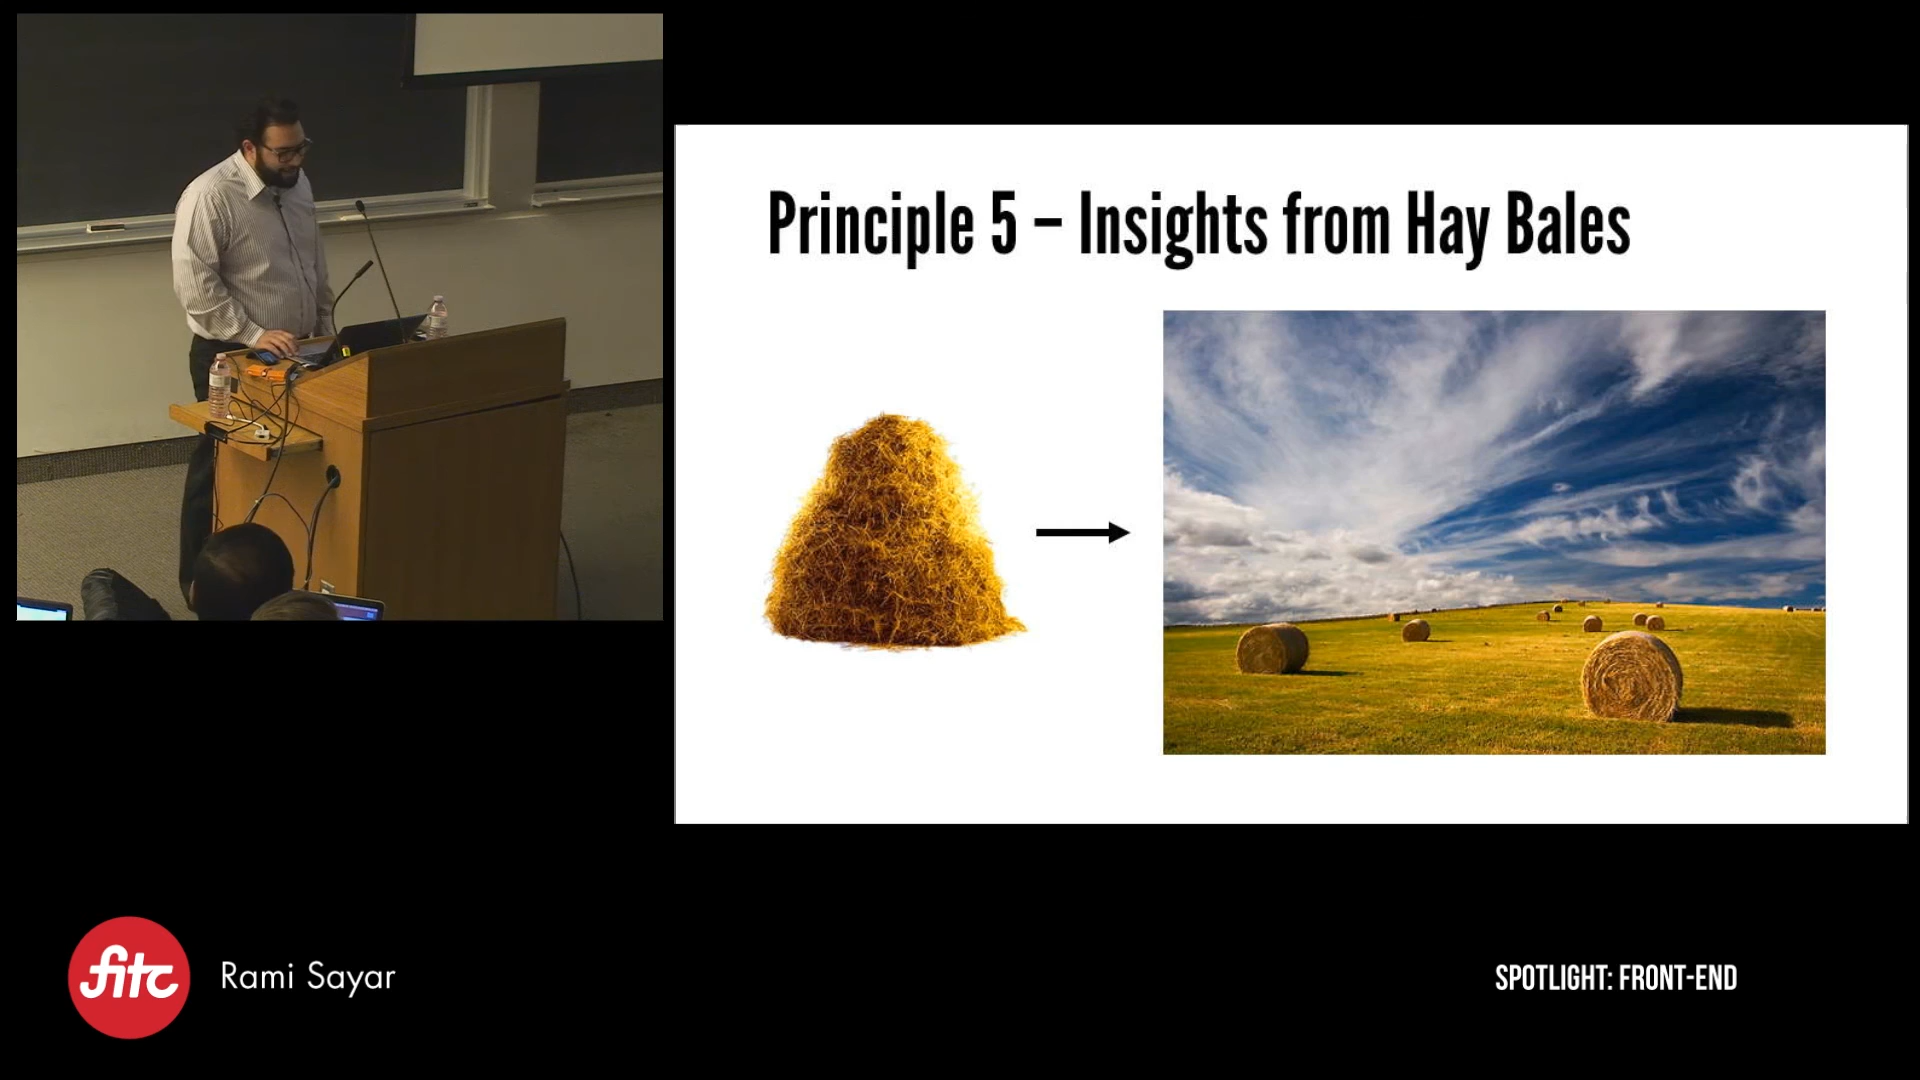 Principle 5 – Insights from Hay Bales
fitc
Rami Sayar
SPOTLIGHT: FRONT-END